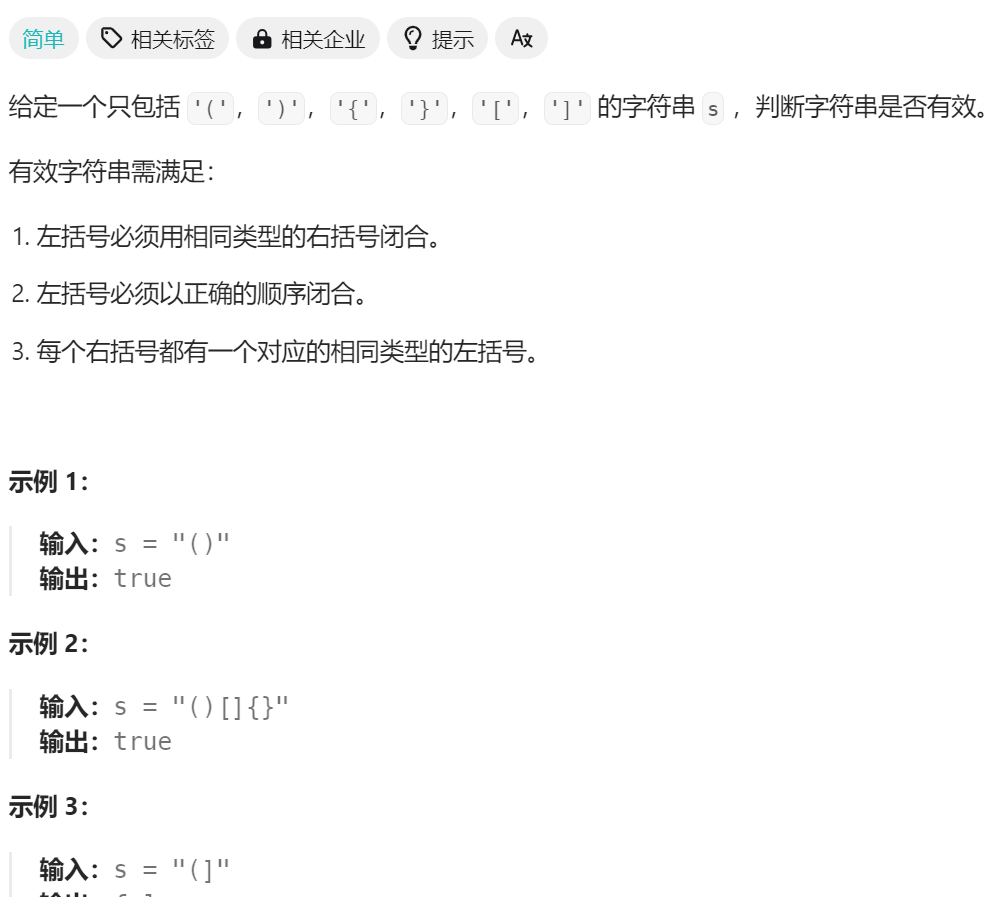 简单 相关标签 相关企业 提示 A文
给定一个只包括 '(', ')', '{', '}', '[', ']' 的字符串 s ，判断字符串是否有效。
有效字符串需满足：
1. 左括号必须用相同类型的右括号闭合。
2. 左括号必须以正确的顺序闭合。
3. 每个右括号都有一个对应的相同类型的左括号。
示例 1：
输入：s = "()"
输出：true
示例 2：
输入：s = "()[]{}"
输出：true
示例 3：
输入：s = "(]"